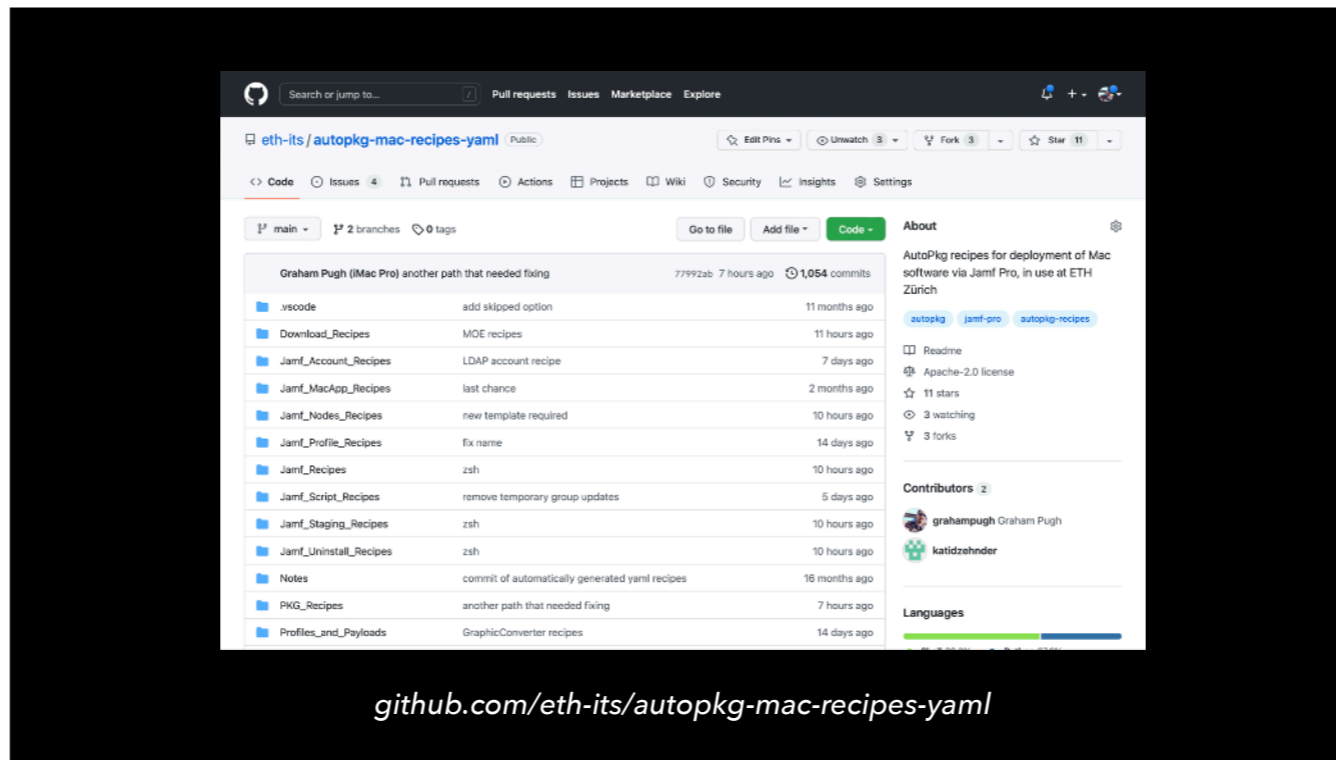 Search or jump to... /
Pull requests Issues Marketplace Explore
eth-its / autopkg-mac-recipes-yaml Public
Edit Pins Unwatch 3 Fork 3 Star 11
Code Issues 4 Pull requests Actions Projects Wiki Security Insights Settings
main 2 branches 0 tags Go to file Add file Code
Graham Pugh (iMac Pro) another path that needed fixing 77992ab 7 hours ago 1,054 commits
.vscode add skipped option 11 months ago
Download_Recipes MOE recipes 11 hours ago
Jamf_Account_Recipes LDAP account recipe 7 days ago
Jamf_MacApp_Recipes last chance 2 months ago
Jamf_Nodes_Recipes new template required 10 hours ago
Jamf_Profile_Recipes fix name 14 days ago
Jamf_Recipes zsh 10 hours ago
Jamf_Script_Recipes remove temporary group updates 5 days ago
Jamf_Staging_Recipes zsh 10 hours ago
Jamf_Uninstall_Recipes zsh 10 hours ago
Notes commit of automatically generated yaml recipes 16 months ago
PKG_Recipes another path that needed fixing 7 hours ago
Profiles_and_Payloads GraphicConverter recipes 14 days ago
About
AutoPkg recipes for deployment of Mac
software via Jamf Pro, in use at ETH
Zürich
autopkg jamf-pro autopkg-recipes
Readme
Apache-2.0 license
11 stars
3 watching
3 forks
Contributors 2
grahampugh Graham Pugh
katidzehnder
Languages
github.com/eth-its/autopkg-mac-recipes-yaml